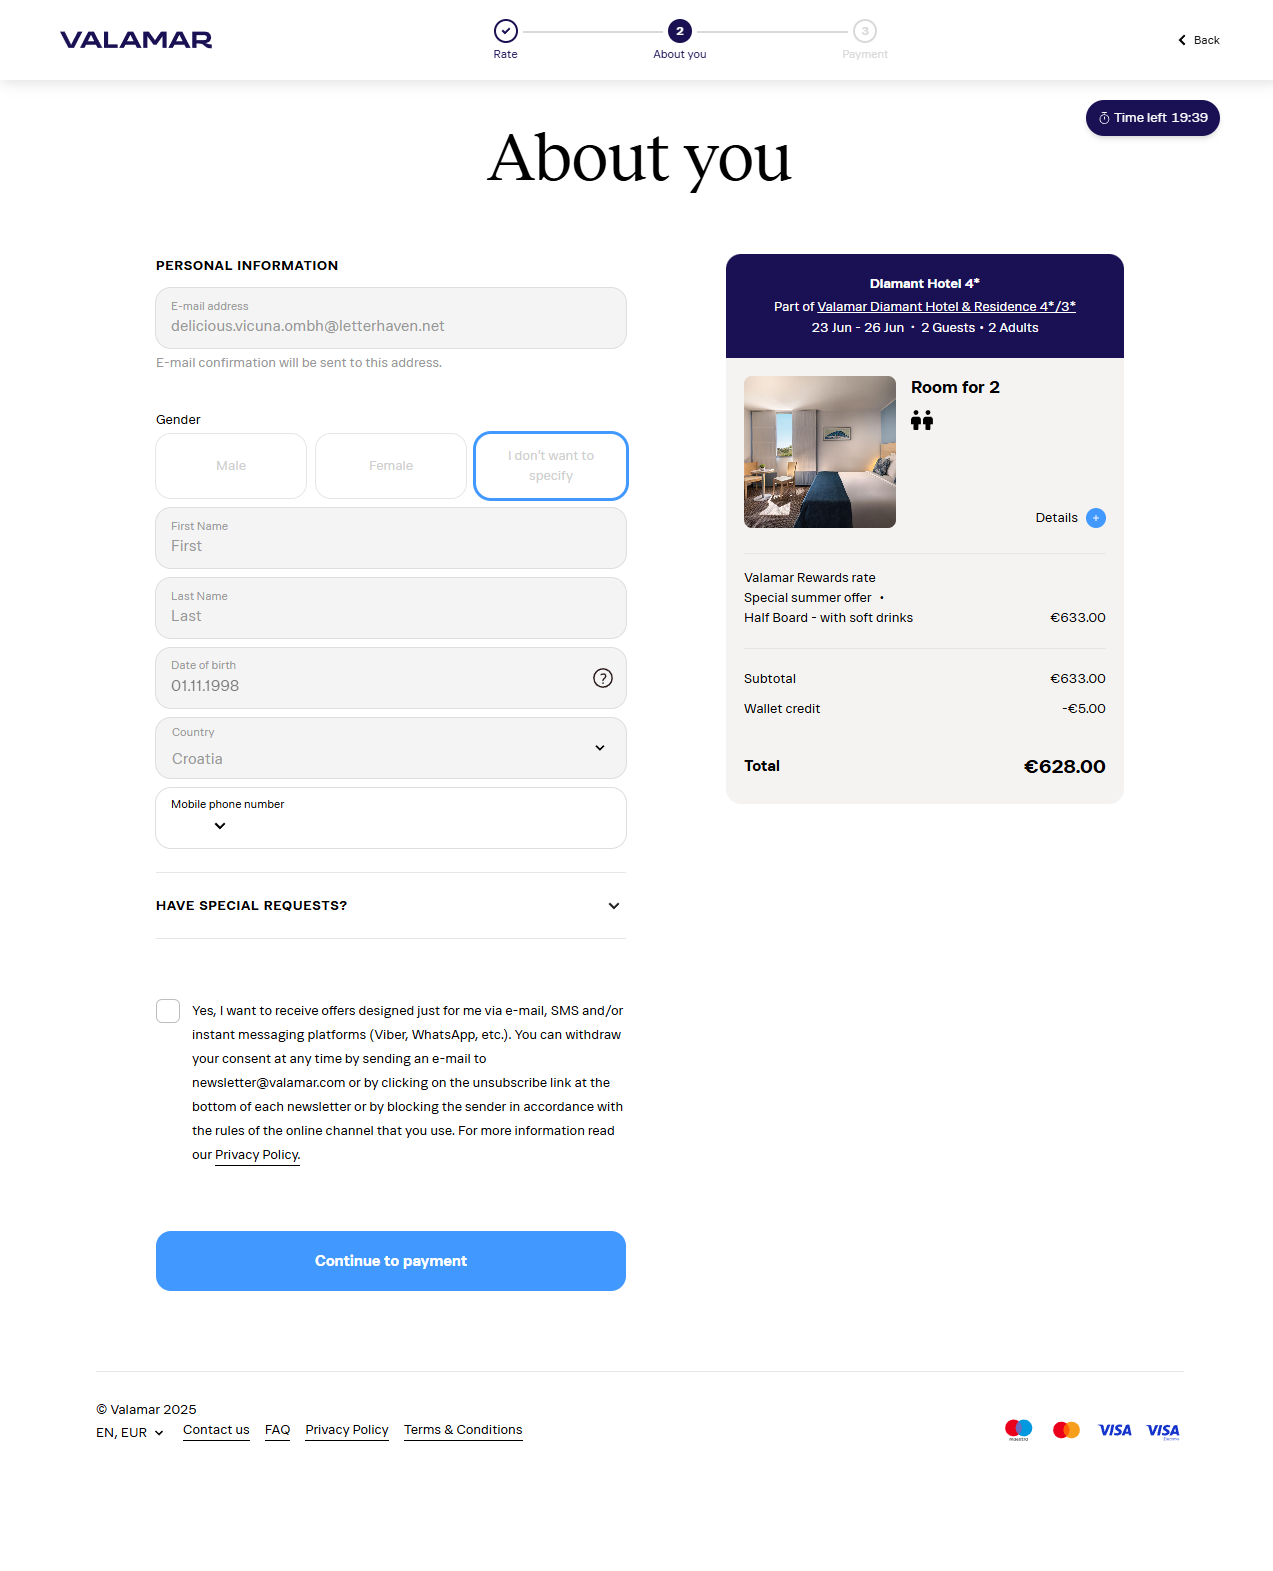 VALAMAR
Rate
2
About you
3
Payment
Back
Time left 19:39
About you
PERSONAL INFORMATION
E-mail address
delicious.vicuna.ombh@letterhaven.net
E-mail confirmation will be sent to this address.
Gender
Male
Female
I don't want to
specify
First Name
First
Last Name
Last
Date of birth
01.11.1998
?
Country
Croatia
Mobile phone number
HAVE SPECIAL REQUESTS?
Yes, I want to receive offers designed just for me via e-mail, SMS and/or
instant messaging platforms (Viber, WhatsApp, etc.). You can withdraw
your consent at any time by sending an e-mail to
newsletter@valamar.com or by clicking on the unsubscribe link at the
bottom of each newsletter or by blocking the sender in accordance with
the rules of the online channel that you use. For more information read
our Privacy Policy.
Continue to payment
Diamant Hotel 4*
Part of Valamar Diamant Hotel & Residence 4*/3*
23 Jun - 26 Jun • 2 Guests • 2 Adults
Room for 2
Details
Valamar Rewards rate
Special summer offer •
Half Board - with soft drinks €633.00
Subtotal €633.00
Wallet credit -€5.00
Total €628.00
© Valamar 2025
EN, EUR Contact us FAQ Privacy Policy Terms & Conditions
maestro
VISA
VISA
Electron